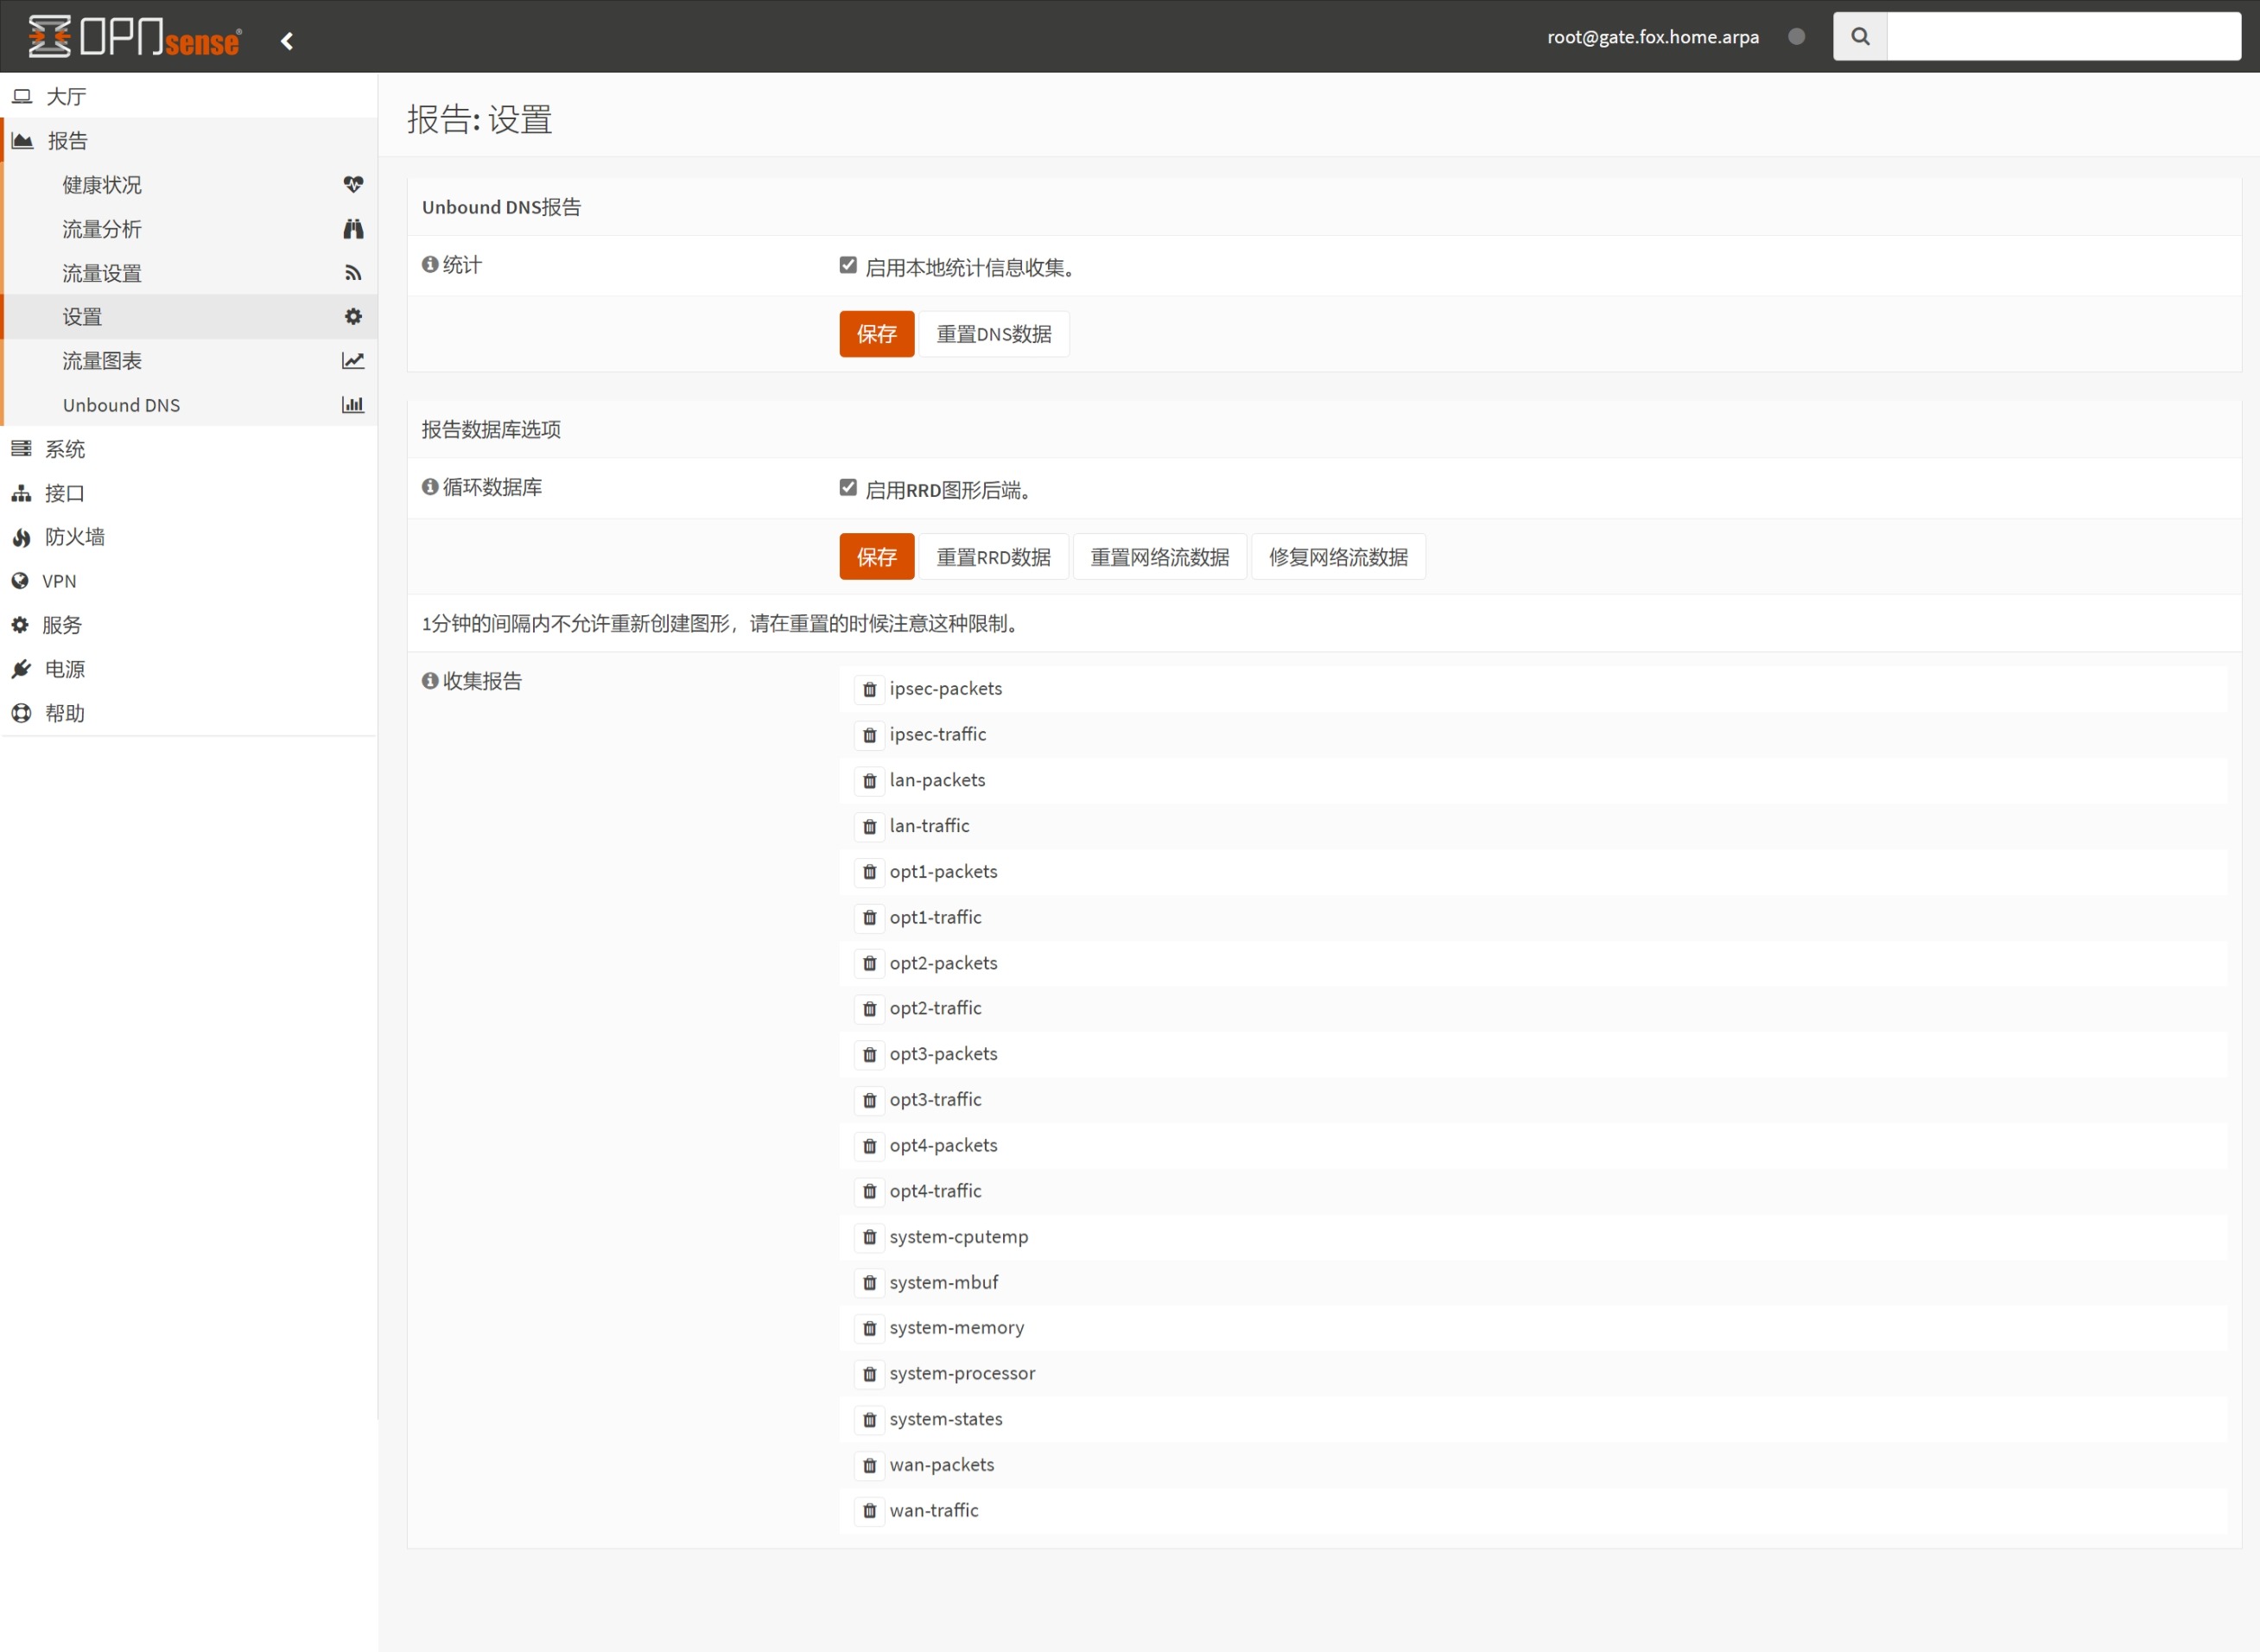 OPNsense®
root@gate.fox.home.arpa
大厅
报告
健康状况
流量分析
流量设置
设置
流量图表
Unbound DNS
系统
接口
防火墙
VPN
服务
电源
帮助
报告: 设置
Unbound DNS报告
统计
启用本地统计信息收集。
保存 重置DNS数据
报告数据库选项
循环数据库
启用RRD图形后端。
保存 重置RRD数据 重置网络流数据 修复网络流数据
1分钟的间隔内不允许重新创建图形，请在重置的时候注意这种限制。
收集报告
ipsec-packets
ipsec-traffic
lan-packets
lan-traffic
opt1-packets
opt1-traffic
opt2-packets
opt2-traffic
opt3-packets
opt3-traffic
opt4-packets
opt4-traffic
system-cputemp
system-mbuf
system-memory
system-processor
system-states
wan-packets
wan-traffic